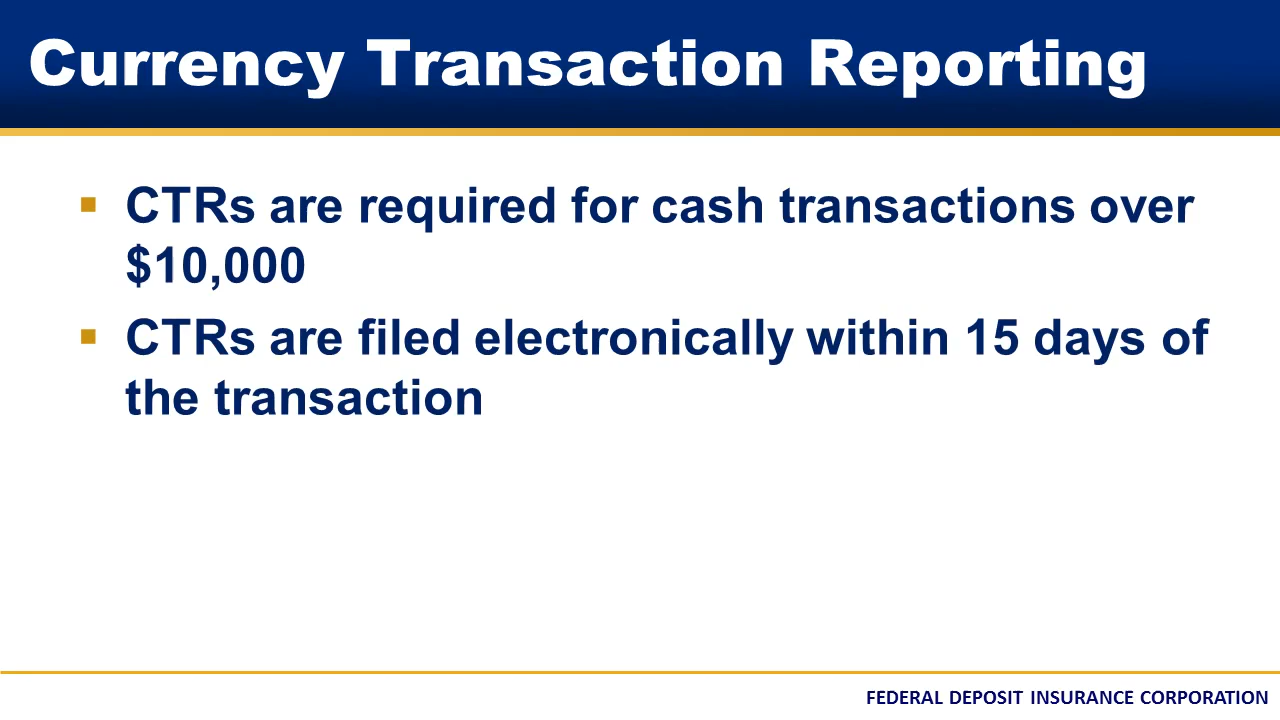 Currency Transaction Reporting
▪ CTRs are required for cash transactions over
$10,000
▪ CTRs are filed electronically within 15 days of
the transaction
FEDERAL DEPOSIT INSURANCE CORPORATION